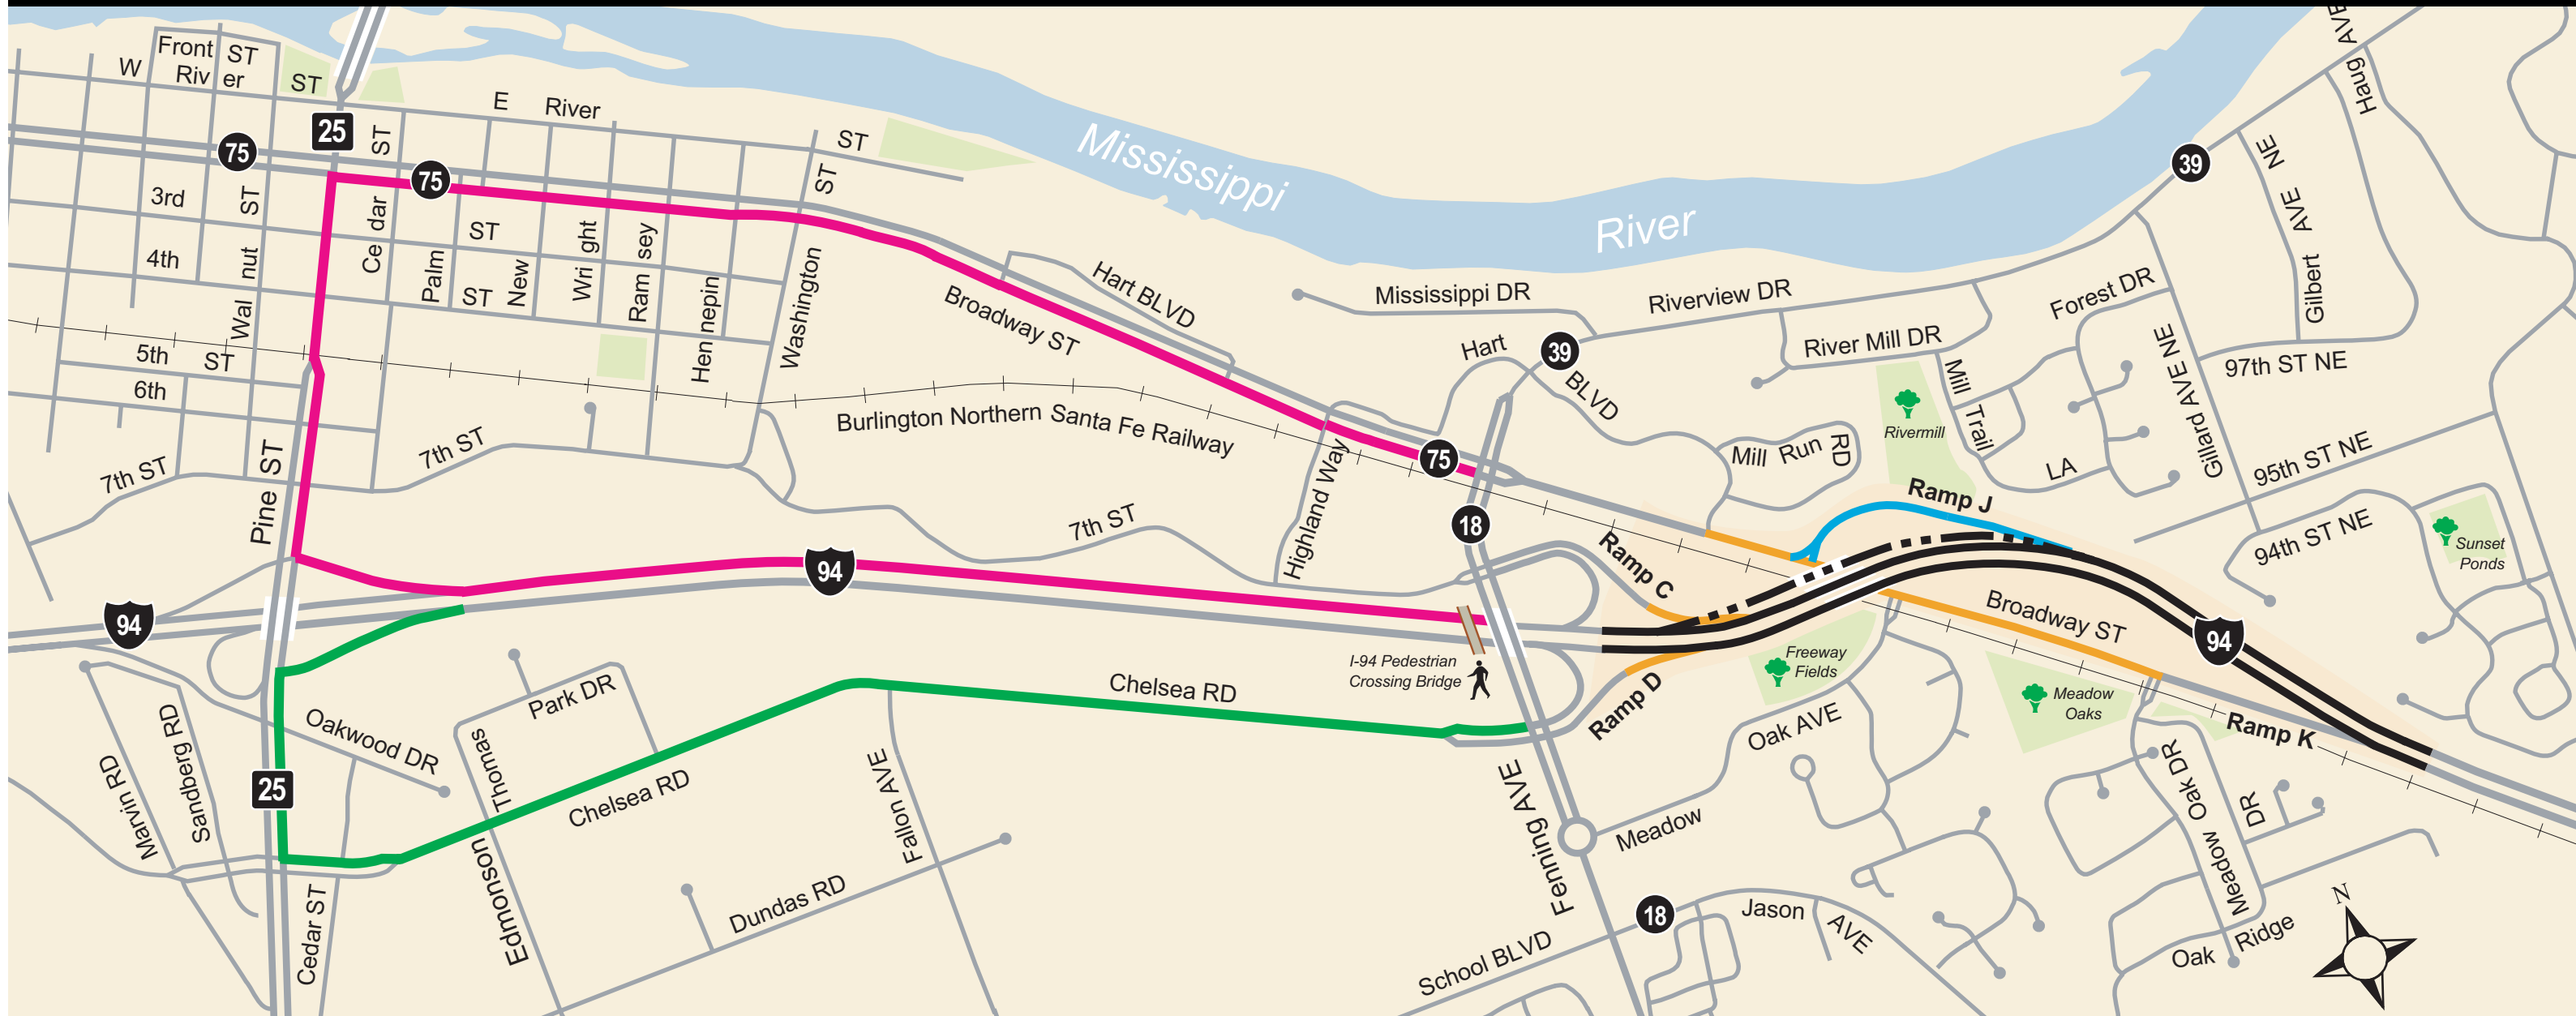 Front ST
W Riv er ST
25
75
ST
E River
ST
75
3rd
ST
Ce dar
ST
Wri ght
Ram sey
ST
4th
Wal nut
Palm
ST
New
Hen nepin
Washington
5th ST
6th
7th ST
Pine ST
7th ST
Mississippi
River
Hart BLVD
Broadway ST
Burlington Northern Santa Fe Railway
7th ST
Highland Way
75
18
Mississippi DR
Riverview DR
Hart BLVD
39
River Mill DR
Mill Run RD
Rivermill
Mill Trail
LA
Forest DR
Gillard AVE NE
39
Haug AVE
Gilbert AVE NE
97th ST NE
95th ST NE
94th ST NE
Sunset
Ponds
Ramp J
Ramp C
94
94
I-94 Pedestrian
Crossing Bridge
Ramp D
Freeway
Fields
Broadway ST
94
Meadow
Oaks
Ramp K
Chelsea RD
Park DR
Oakwood DR
Marvin RD
Sandberg RD
25
Thomas
Edmonson
Chelsea RD
Fallon AVE
Dundas RD
Cedar ST
Fenning AVE
Meadow Oak AVE
18
School BLVD
Jason AVE
Meadow Oak DR
DR
Oak Ridge
N